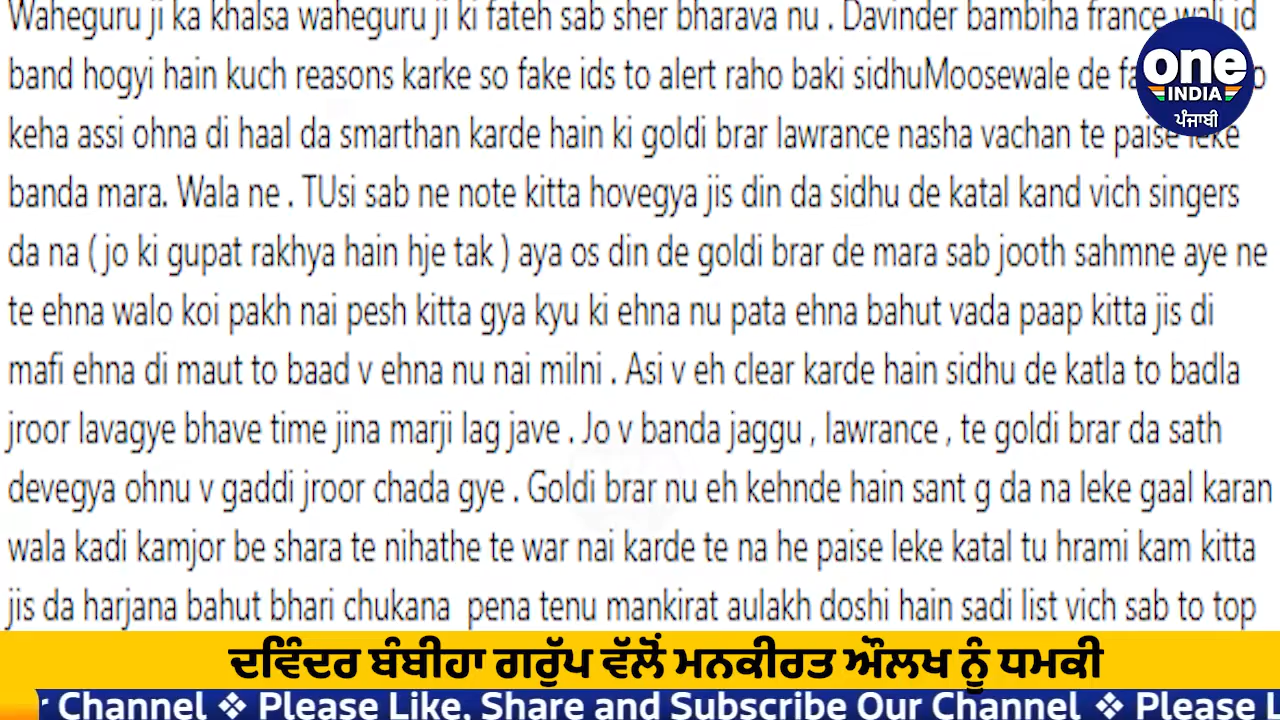 Waheguru ji ka khalsa waheguru ji ki fateh sab sher bharava nu . Davinder bambiha france wali id
band hogyi hain kuch reasons karke so fake ids to alert raho baki sidhuMoosewale de
keha assi ohna di haal da smarthan karde hain ki goldi brar lawrance nasha vachan te paise leke
banda mara. Wala ne . TUsi sab ne note kitta hovegya jis din da sidhu de katal kand vich singers
da na ( jo ki gupat rakhya hain hje tak ) aya os din de goldi brar de mara sab jooth sahmne aye ne
te ehna walo koi pakh nai pesh kitta gya kyu ki ehna nu pata ehna bahut vada paap kitta jis di
mafi ehna di maut to baad v ehna nu nai milni . Asi v eh clear karde hain sidhu de katla to badla
jroor lavagye bhave time jina marji lag jave . Jo v banda jaggu , lawrance , te goldi brar da sath
devegya ohnu v gaddi jroor chada gye . Goldi brar nu eh kehnde hain sant g da na leke gaal karan
wala kadi kamjor be shara te nihathe te war nai karde te na he paise leke katal tu hrami kam kitta
jis da harjana bahut bhari chukana pena tenu mankirat aulakh doshi hain sadi list vich sab to top
one
INDIA
ਪੰਜਾਬੀ
ਦਵਿੰਦਰ ਬੰਬੀਹਾ ਗਰੁੱਪ ਵੱਲੋਂ ਮਨਕੀਰਤ ਔਲਖ ਨੂੰ ਧਮਕੀ
r Channel ❖ Please Like, Share and Subscribe Our Channel ❖ Please L